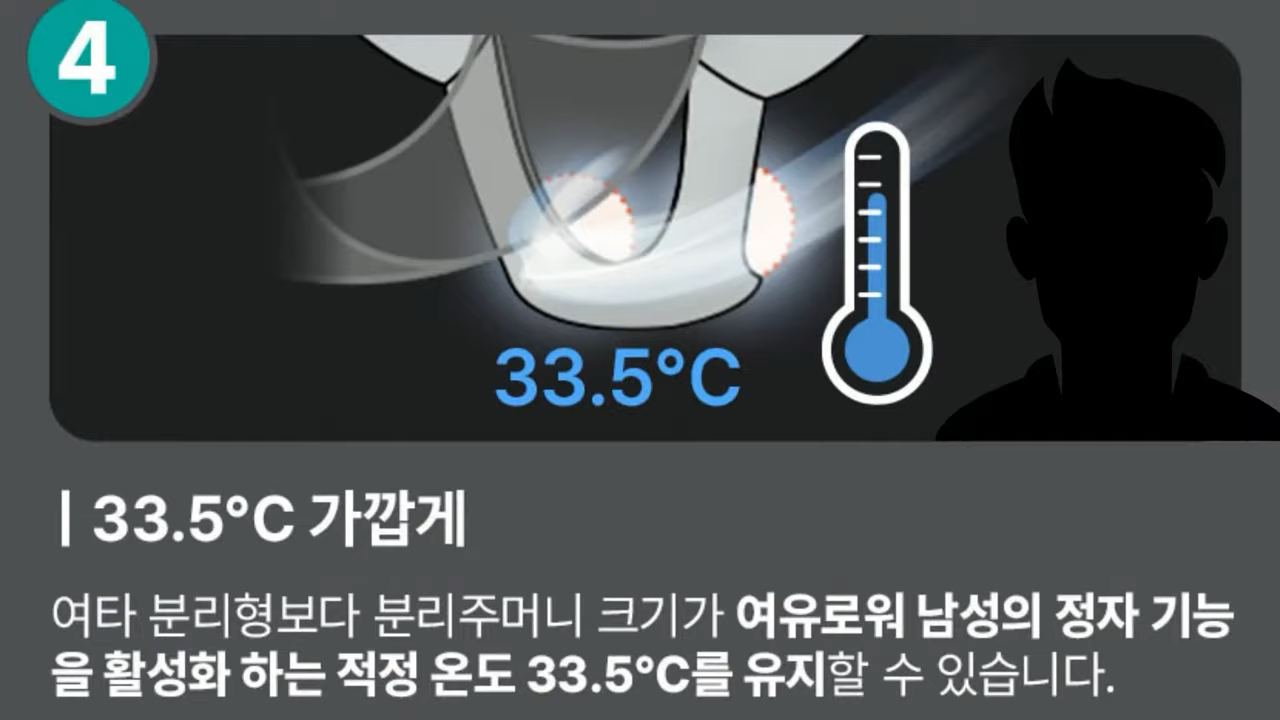 4
33.5°C
| 33.5°C 가깝게
여타 분리형보다 분리주머니 크기가 여유로워 남성의 정자 기능
을 활성화 하는 적정 온도 33.5°C를 유지할 수 있습니다.